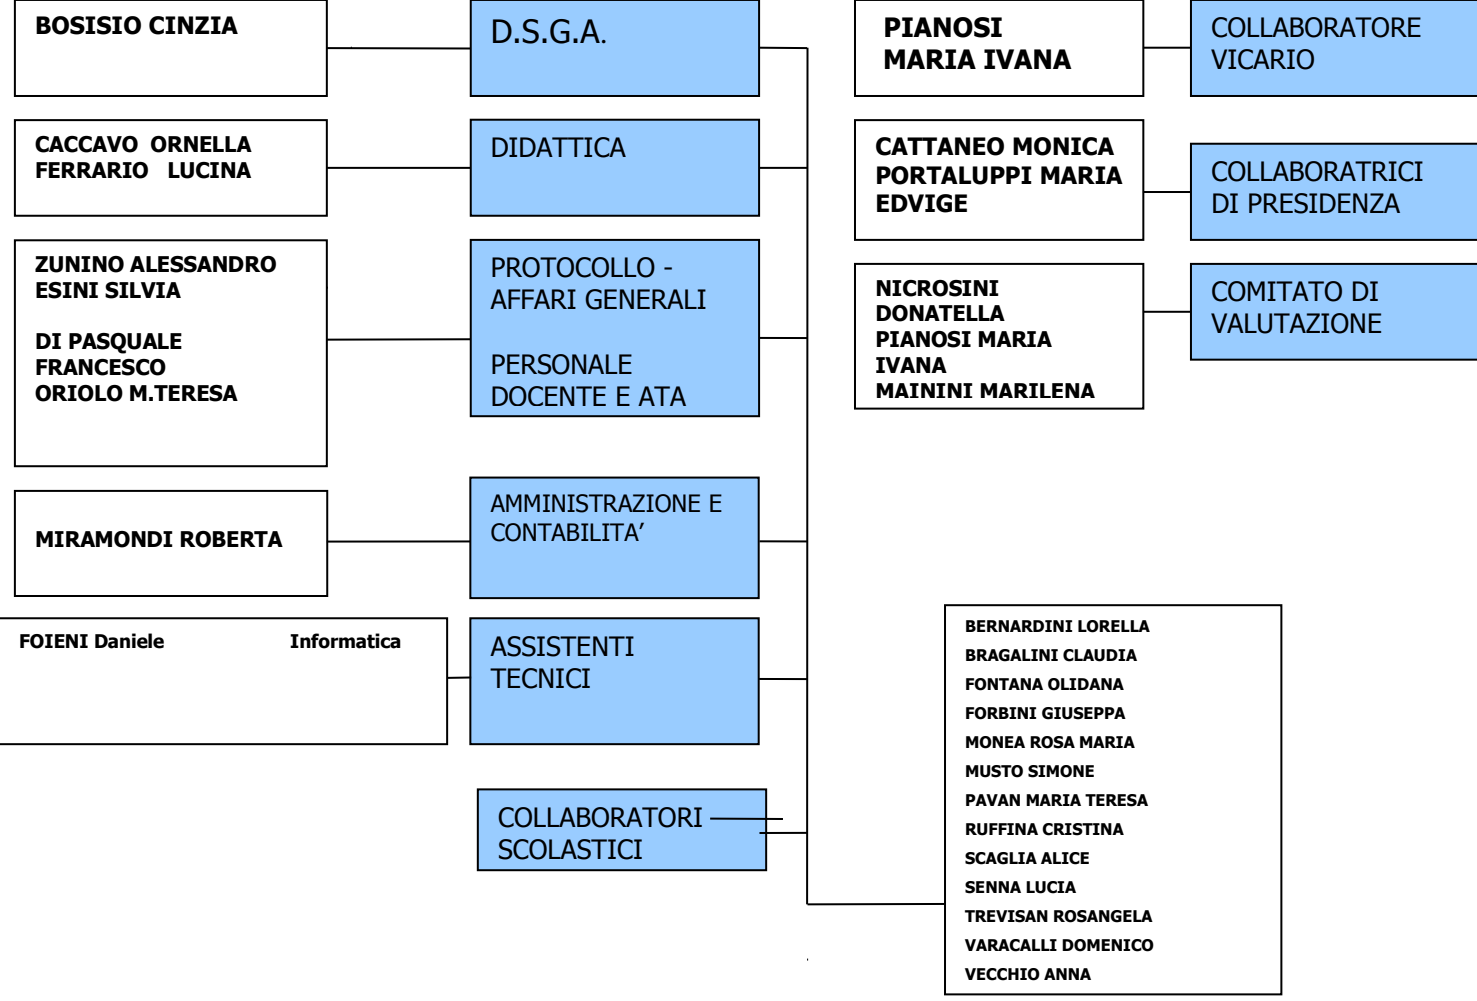 BOSISIO CINZIA
D.S.G.A.
CACCAVO ORNELLA
FERRARIO LUCINA
DIDATTICA
ZUNINO ALESSANDRO
ESINI SILVIA
DI PASQUALE
FRANCESCO
ORIOLO M.TERESA
PROTOCOLLO -
AFFARI GENERALI
PERSONALE
DOCENTE E ATA
MIRAMONDI ROBERTA
AMMINISTRAZIONE E
CONTABILITA’
FOIENI Daniele Informatica
ASSISTENTI
TECNICI
COLLABORATORI
SCOLASTICI
PIANOSI
MARIA IVANA
COLLABORATORE
VICARIO
CATTANEO MONICA
PORTALUPPI MARIA
EDVIGE
COLLABORATRICI
DI PRESIDENZA
NICROSINI
DONATELLA
PIANOSI MARIA
IVANA
MAININI MARILENA
COMITATO DI
VALUTAZIONE
BERNARDINI LORELLA
BRAGALINI CLAUDIA
FONTANA OLIDANA
FORBINI GIUSEPPA
MONEA ROSA MARIA
MUSTO SIMONE
PAVAN MARIA TERESA
RUFFINA CRISTINA
SCAGLIA ALICE
SENNA LUCIA
TREVISAN ROSANGELA
VARACALLI DOMENICO
VECCHIO ANNA